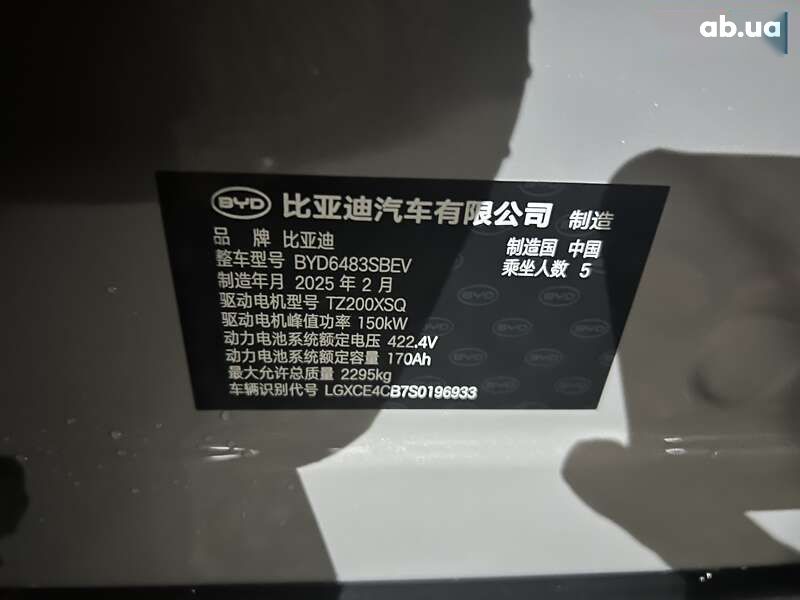 ab.ua
BYD 比亚迪汽车有限公司 制造
品 牌 比亚迪
制造国 中国
整车型号 BYD6483SBEV
乘坐人数 5
制造年月 2025 年 2 月
驱动电机型号 TZ200XSQ
驱动电机峰值功率 150kW
动力电池系统额定电压 422.4V
动力电池系统额定容量 170Ah
最大允许总质量 2295kg
车辆识别代号 LGXCE4CB7S0196933